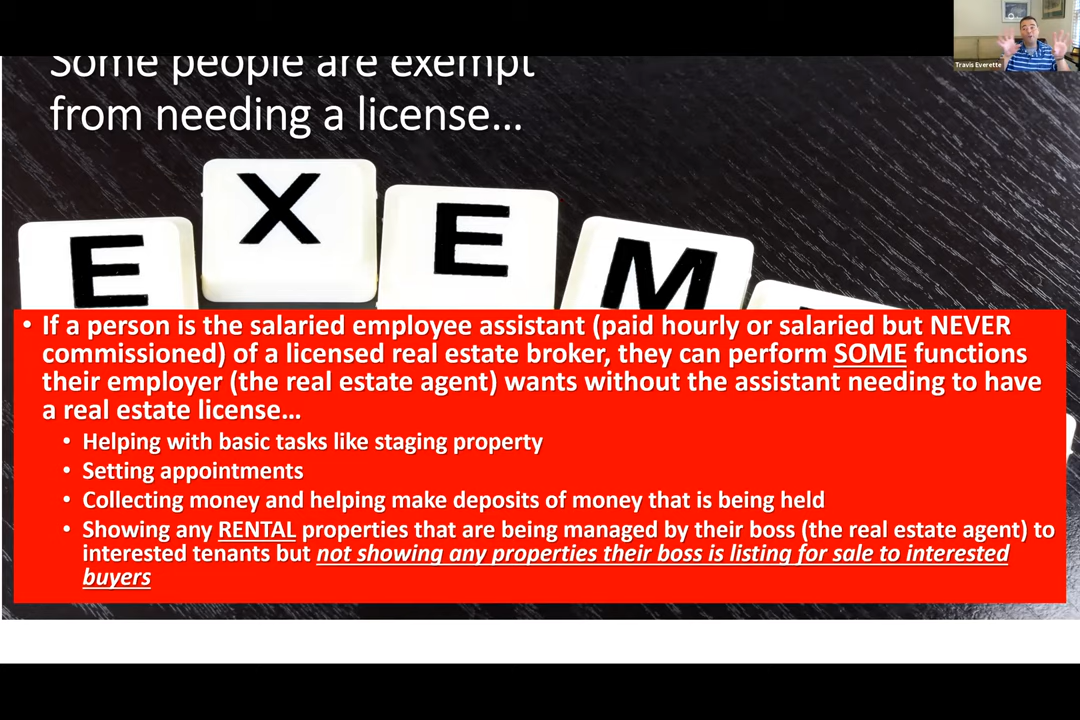 Travis Everette
Some people are exempt
from needing a license...
E X E M
• If a person is the salaried employee assistant (paid hourly or salaried but NEVER
commissioned) of a licensed real estate broker, they can perform SOME functions
their employer (the real estate agent) wants without the assistant needing to have
a real estate license...
• Helping with basic tasks like staging property
• Setting appointments
• Collecting money and helping make deposits of money that is being held
• Showing any RENTAL properties that are being managed by their boss (the real estate agent) to
interested tenants but not showing any properties their boss is listing for sale to interested
buyers